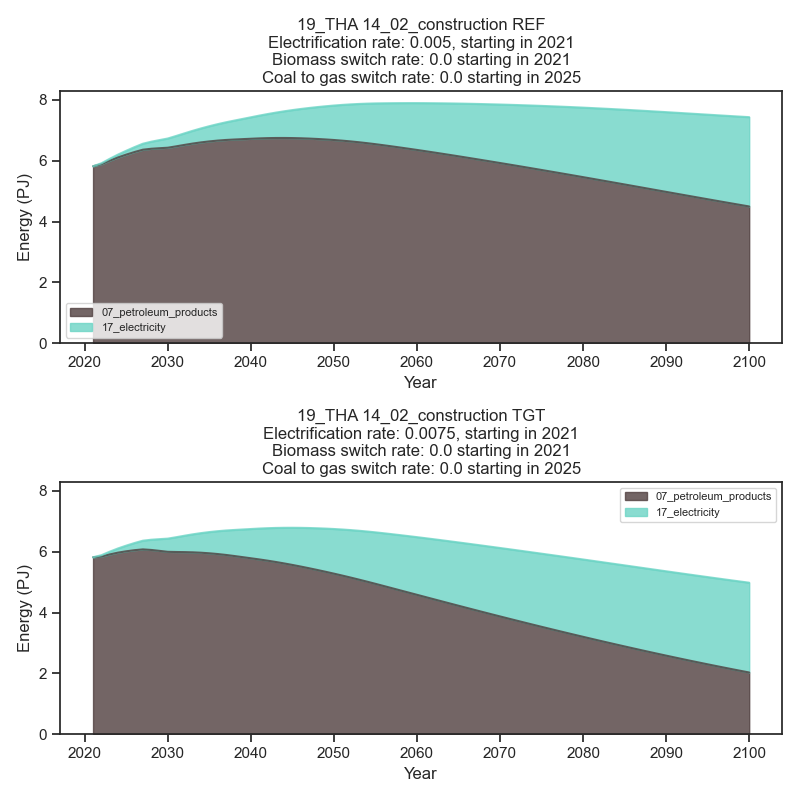 19_THA 14_02_construction REF
Electrification rate: 0.005, starting in 2021
Biomass switch rate: 0.0 starting in 2021
Coal to gas switch rate: 0.0 starting in 2025
8
6
4
2
0
Energy (PJ)
07_petroleum_products
17_electricity
2020 2030 2040 2050 2060 2070 2080 2090 2100
Year
19_THA 14_02_construction TGT
Electrification rate: 0.0075, starting in 2021
Biomass switch rate: 0.0 starting in 2021
Coal to gas switch rate: 0.0 starting in 2025
8
6
4
2
0
Energy (PJ)
07_petroleum_products
17_electricity
2020 2030 2040 2050 2060 2070 2080 2090 2100
Year